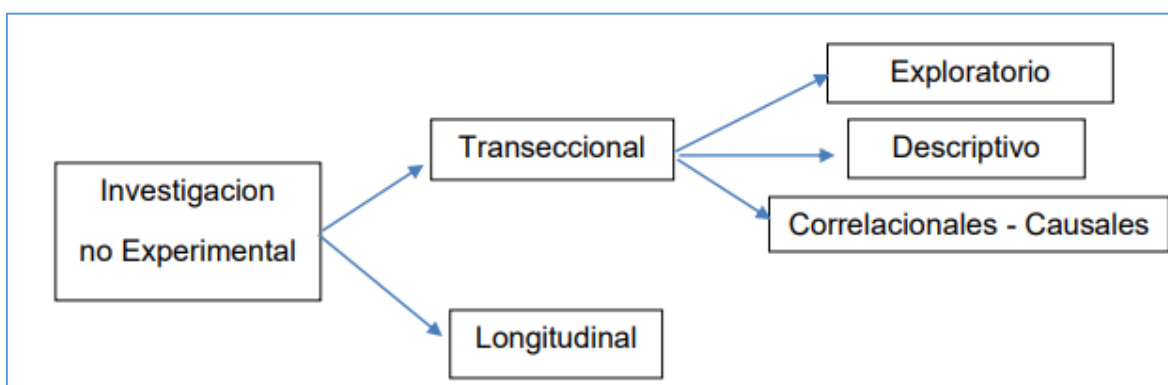 Investigacion
no Experimental
Transeccional
Longitudinal
Exploratorio
Descriptivo
Correlacionales - Causales